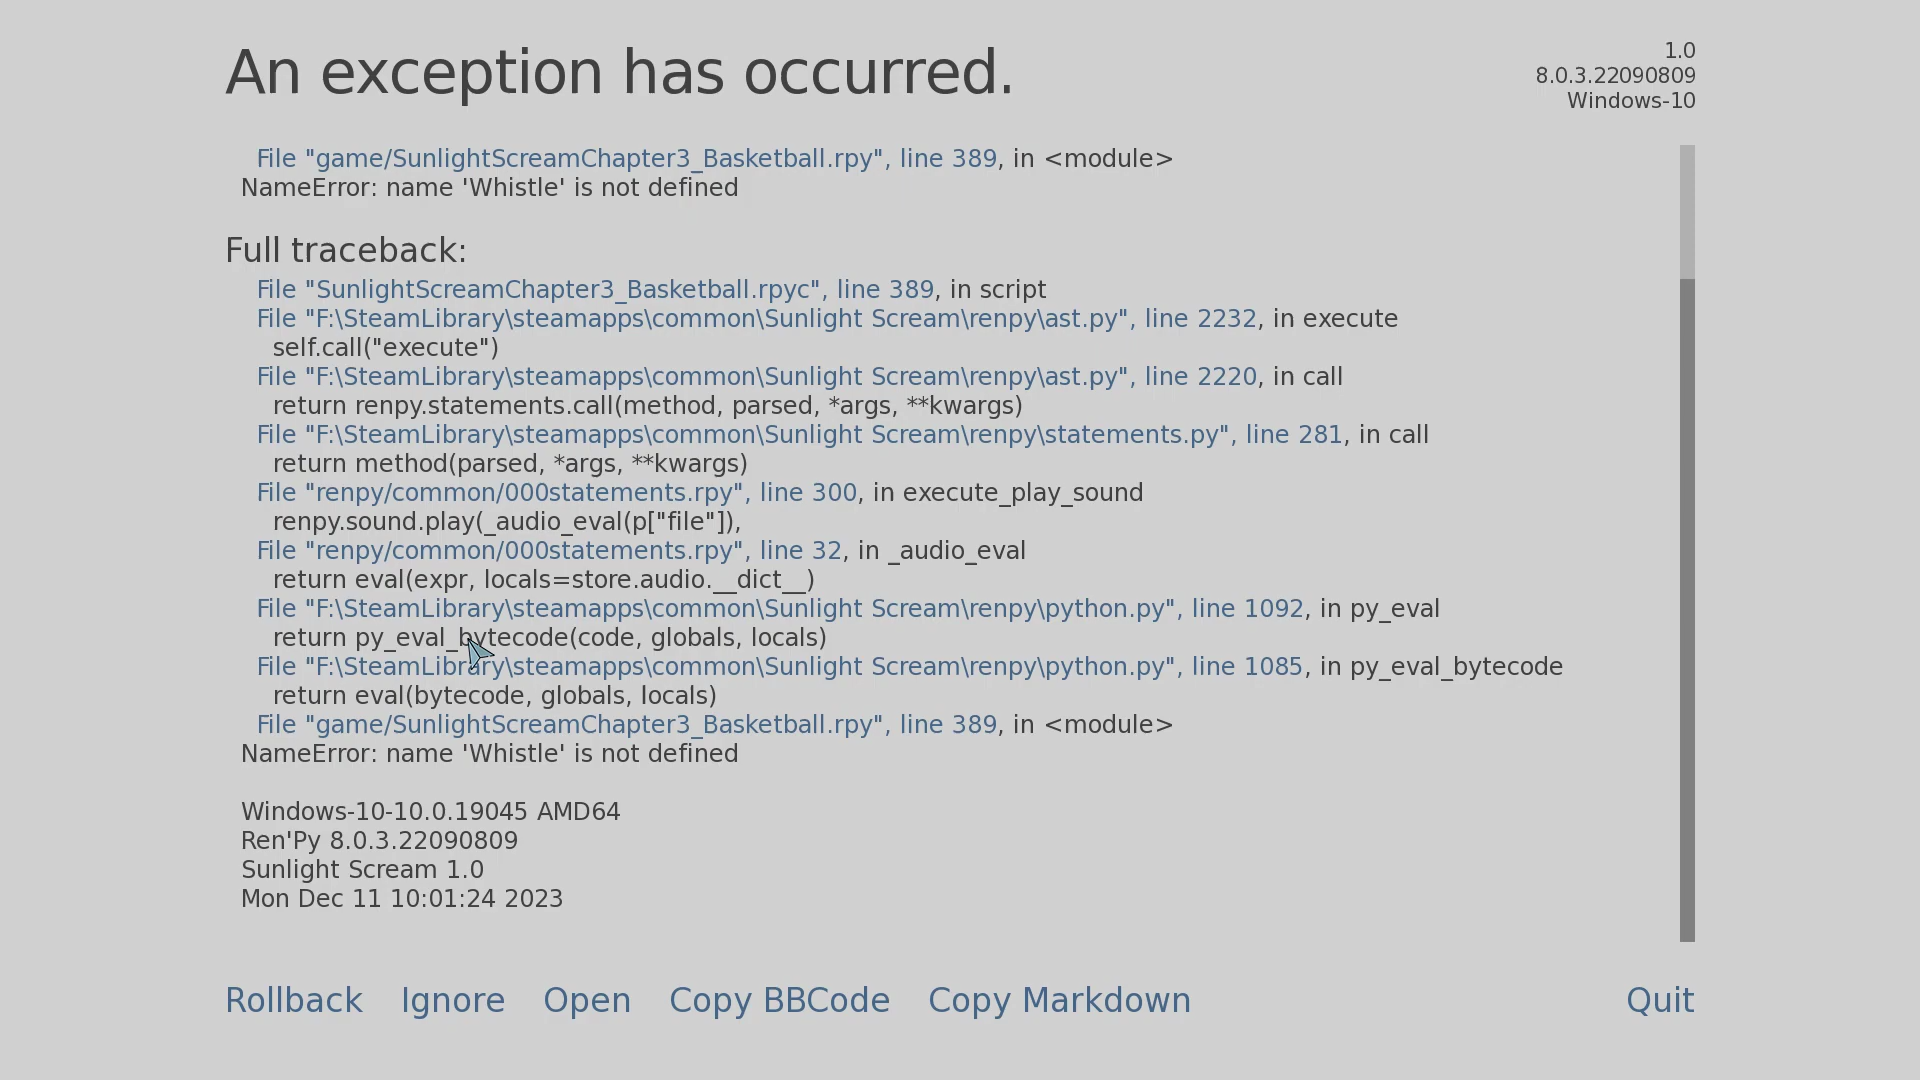 An exception has occurred.
1.0
8.0.3.22090809
Windows-10
File "game/SunlightScreamChapter3_Basketball.rpy", line 389, in <module>
NameError: name 'Whistle' is not defined
Full traceback:
File "SunlightScreamChapter3_Basketball.rpyc", line 389, in script
File "F:\SteamLibrary\steamapps\common\Sunlight Scream\renpy\ast.py", line 2232, in execute
self.call("execute")
File "F:\SteamLibrary\steamapps\common\Sunlight Scream\renpy\ast.py", line 2220, in call
return renpy.statements.call(method, parsed, *args, **kwargs)
File "F:\SteamLibrary\steamapps\common\Sunlight Scream\renpy\statements.py", line 281, in call
return method(parsed, *args, **kwargs)
File "renpy/common/000statements.rpy", line 300, in execute_play_sound
renpy.sound.play(_audio_eval(p["file"]),
File "renpy/common/000statements.rpy", line 32, in _audio_eval
return eval(expr, locals=store.audio.__dict__)
File "F:\SteamLibrary\steamapps\common\Sunlight Scream\renpy\python.py", line 1092, in py_eval
return py_eval_bytecode(code, globals, locals)
File "F:\SteamLibrary\steamapps\common\Sunlight Scream\renpy\python.py", line 1085, in py_eval_bytecode
return eval(bytecode, globals, locals)
File "game/SunlightScreamChapter3_Basketball.rpy", line 389, in <module>
NameError: name 'Whistle' is not defined
Windows-10-10.0.19045 AMD64
Ren'Py 8.0.3.22090809
Sunlight Scream 1.0
Mon Dec 11 10:01:24 2023
Rollback Ignore Open Copy BBCode Copy Markdown Quit